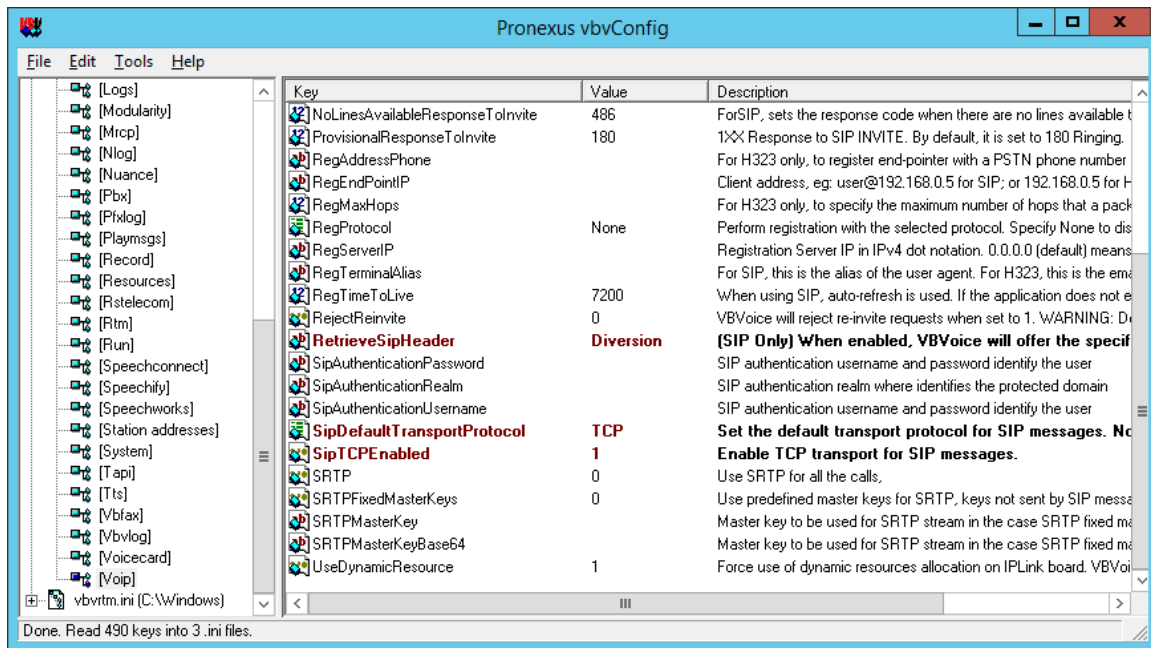 Pronexus vbvConfig
File Edit Tools Help
[Logs]
[Modularity]
[Mrcp]
[Nlog]
[Nuance]
[Pbx]
[Pfxlog]
[Playmsgs]
[Record]
[Resources]
[Rstelecom]
[Rtm]
[Run]
[Speechconnect]
[Speechify]
[Speechworks]
[Station addresses]
[System]
[Tapi]
[Tts]
[Vbfax]
[Vbvlog]
[Voicecard]
[Voip]
vbvrtm.ini (C:\Windows)
Key Value Description
NoLinesAvailableResponseToInvite 486 ForSIP, sets the response code when there are no lines available t
ProvisionalResponseToInvite 180 1XX Response to SIP INVITE. By default, it is set to 180 Ringing.
RegAddressPhone For H323 only, to register end-pointer with a PSTN phone number
RegEndPointIP Client address, eg: user@192.168.0.5 for SIP; or 192.168.0.5 for H
RegMaxHops For H323 only, to specify the maximum number of hops that a pack
RegProtocol None Perform registration with the selected protocol. Specify None to dis
RegServerIP Registration Server IP in IPv4 dot notation. 0.0.0.0 (default) means
RegTerminalAlias For SIP, this is the alias of the user agent. For H323, this is the ema
RegTimeToLive 7200 When using SIP, auto-refresh is used. If the application does not e
RejectReinvite 0 VBVoice will reject re-invite requests when set to 1. WARNING: De
RetrieveSipHeader Diversion (SIP Only) When enabled, VBVoice will offer the specif
SipAuthenticationPassword SIP authentication username and password identify the user
SipAuthenticationRealm SIP authentication realm where identifies the protected domain
SipAuthenticationUsername SIP authentication username and password identify the user
SipDefaultTransportProtocol TCP Set the default transport protocol for SIP messages. No
SipTCPEnabled 1 Enable TCP transport for SIP messages.
SRTP 0 Use SRTP for all the calls,
SRTPFixedMasterKeys 0 Use predefined master keys for SRTP, keys not sent by SIP messa
SRTPMasterKey Master key to be used for SRTP stream in the case SRTP fixed ma
SRTPMasterKeyBase64 Master key to be used for SRTP stream in the case SRTP fixed ma
UseDynamicResource 1 Force use of dynamic resources allocation on IPLink board. VBVoi
Done. Read 490 keys into 3 .ini files.